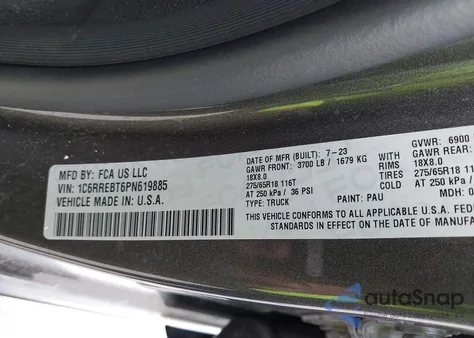 MFD BY: FCA US LLC
VIN: 1C6RREBT6PN619885
VEHICLE MADE IN U.S.A.
DATE OF MFR (BUILT): 7-23
GAWR FRONT: 3700 LB / 1679 KG
18X8.0
275/65R18 116T
AT 250 kPa / 36 PSI
TYPE: TRUCK
PAINT: PAU
GVWR: 6900
GAWR REAR:
RIMS 18X8.0
TIRES 275/65R18
AT 250 kPa /
MDH:
THIS VEHICLE CONFORMS TO ALL APPLICABLE U.S.A. FEDE
STANDARDS IN EFFECT ON THE DATE OF MANUFA
autoSnap